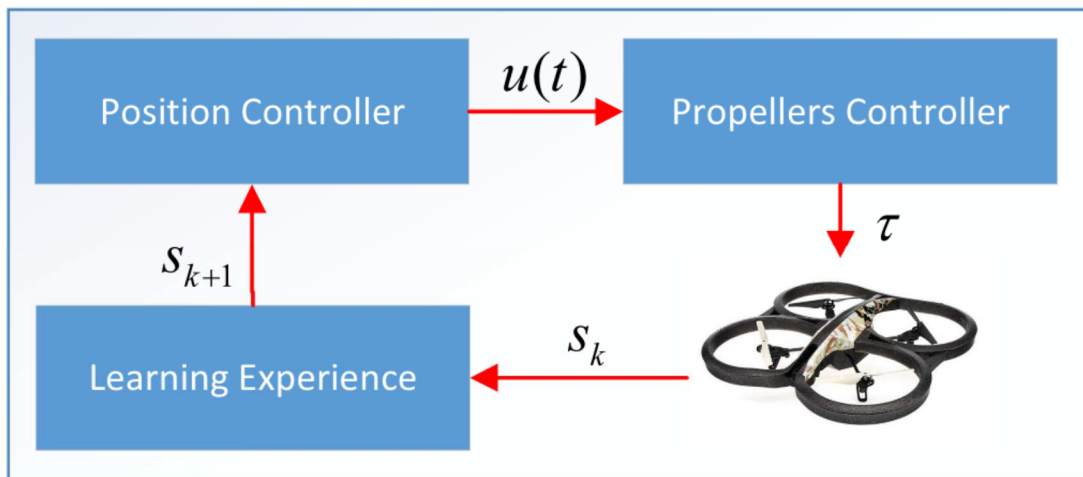 Position Controller
u(t)
Propellers Controller
τ
s_{k+1}
Learning Experience
s_k